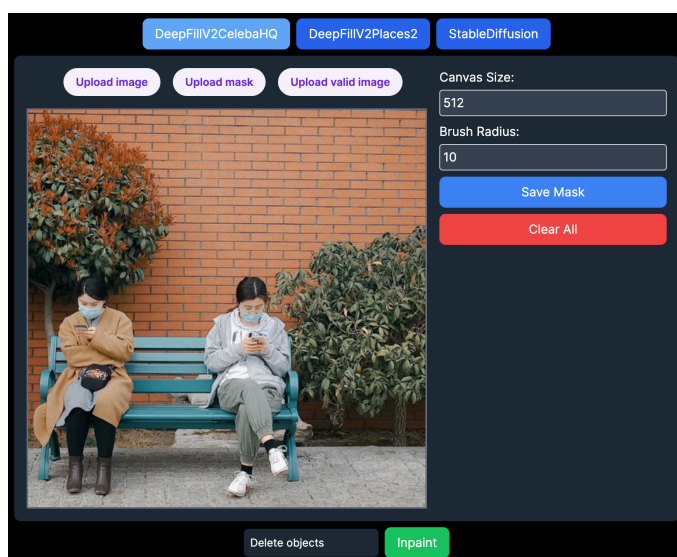 DeepFillV2CelebaHQ DeepFillV2Places2 StableDiffusion
Upload image Upload mask Upload valid image
Canvas Size:
512
Brush Radius:
10
Save Mask
Clear All
Delete objects Inpaint